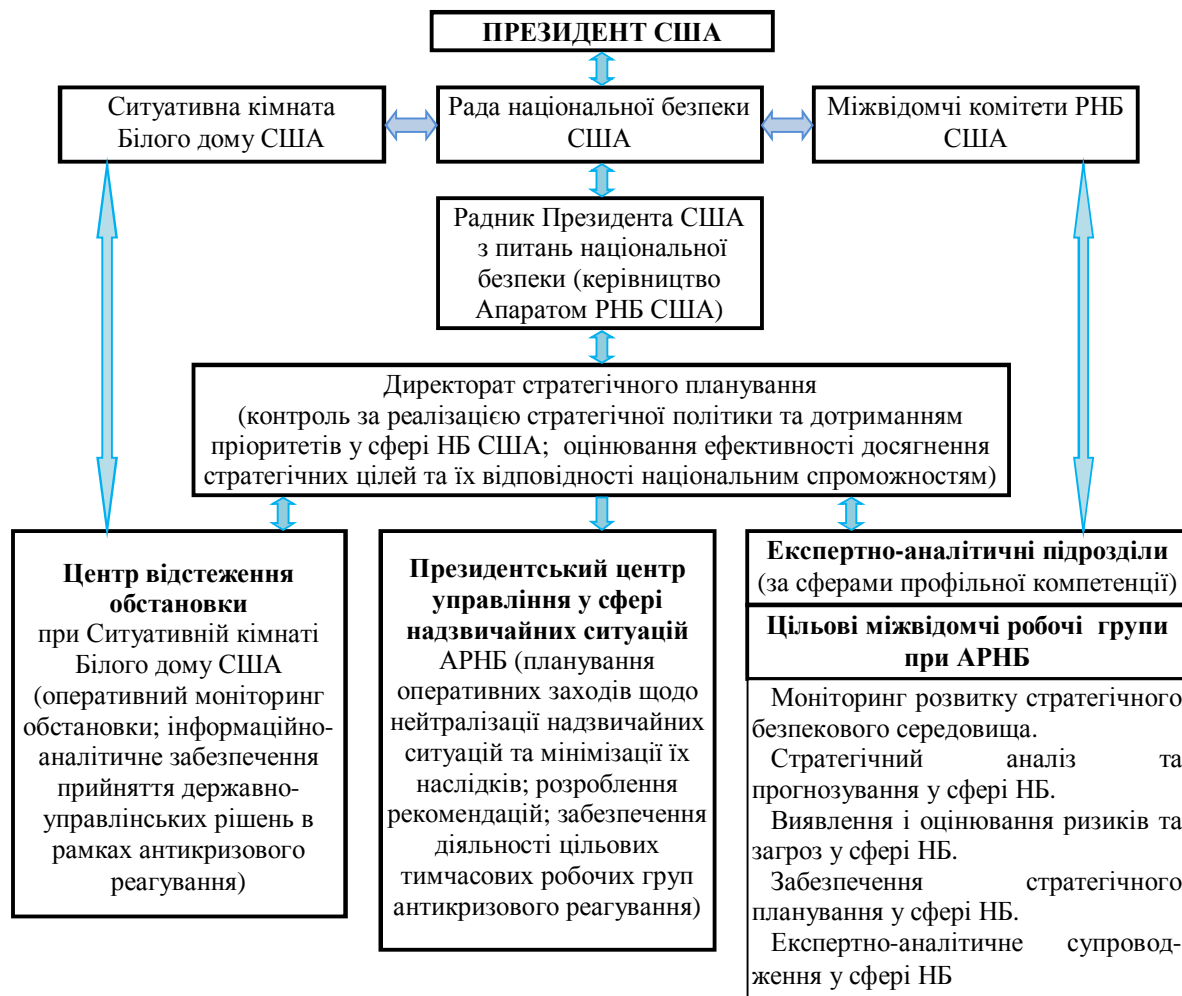 ПРЕЗИДЕНТ США
Ситуативна кімната
Білого дому США
Рада національної безпеки
США
Міжвідомчі комітети РНБ
США
Радник Президента США
з питань національної
безпеки (керівництво
Апаратом РНБ США)
Директорат стратегічного планування
(контроль за реалізацією стратегічної політики та дотриманням
пріоритетів у сфері НБ США; оцінювання ефективності досягнення
стратегічних цілей та їх відповідності національним спроможностям)
Центр відстеження
обстановки
при Ситуативній кімнаті
Білого дому США
(оперативний моніторинг
обстановки; інформаційно-
аналітичне забезпечення
прийняття державно-
управлінських рішень в
рамках антикризового
реагування)
Президентський центр
управління у сфері
надзвичайних ситуацій
АРНБ (планування
оперативних заходів щодо
нейтралізації надзвичайних
ситуацій та мінімізації їх
наслідків; розроблення
рекомендацій; забезпечення
діяльності цільових
тимчасових робочих груп
антикризового реагування)
Експертно-аналітичні підрозділи
(за сферами профільної компетенції)
Цільові міжвідомчі робочі групи
при АРНБ
Моніторинг розвитку стратегічного
безпекового середовища.
Стратегічний аналіз та
прогнозування у сфері НБ.
Виявлення і оцінювання ризиків та
загроз у сфері НБ.
Забезпечення стратегічного
планування у сфері НБ.
Експертно-аналітичне супровод-
ження у сфері НБ